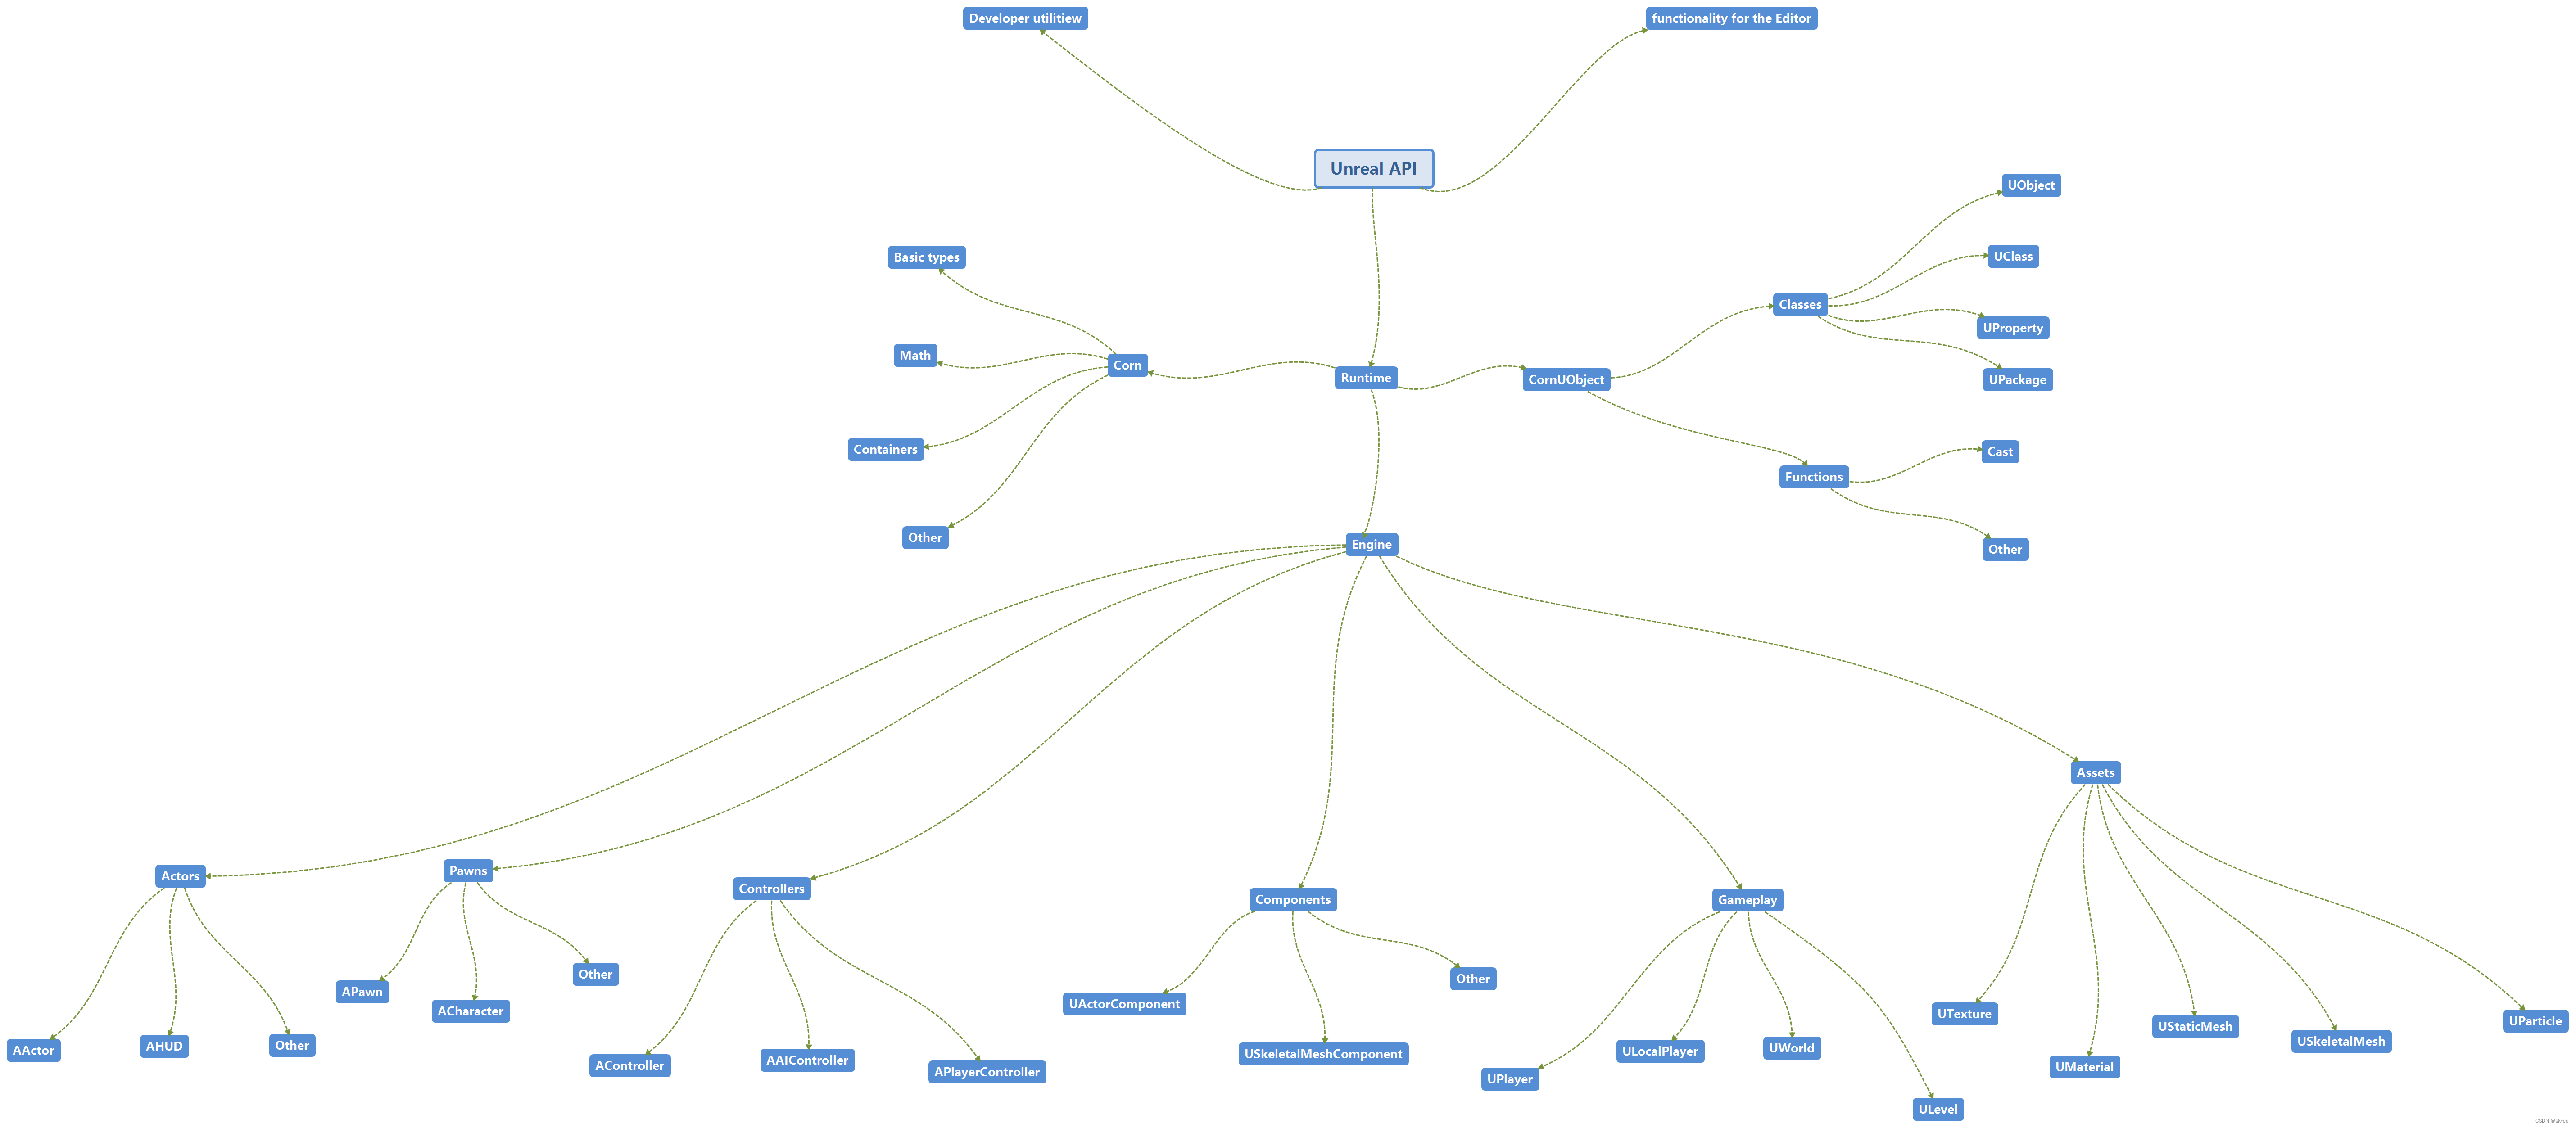 Developer utilitiew
functionality for the Editor
Unreal API
UObject
Basic types
UClass
Classes
UProperty
Math
Corn
Runtime
CornUObject
UPackage
Containers
Cast
Functions
Other
Engine
Other
Assets
Actors
Pawns
Controllers
Components
Gameplay
APawn
ACharacter
Other
UActorComponent
Other
AActor
AHUD
Other
AController
AAIController
APlayerController
USkeletalMeshComponent
UPlayer
ULocalPlayer
UWorld
ULevel
UTexture
UMaterial
UStaticMesh
USkeletalMesh
UParticle